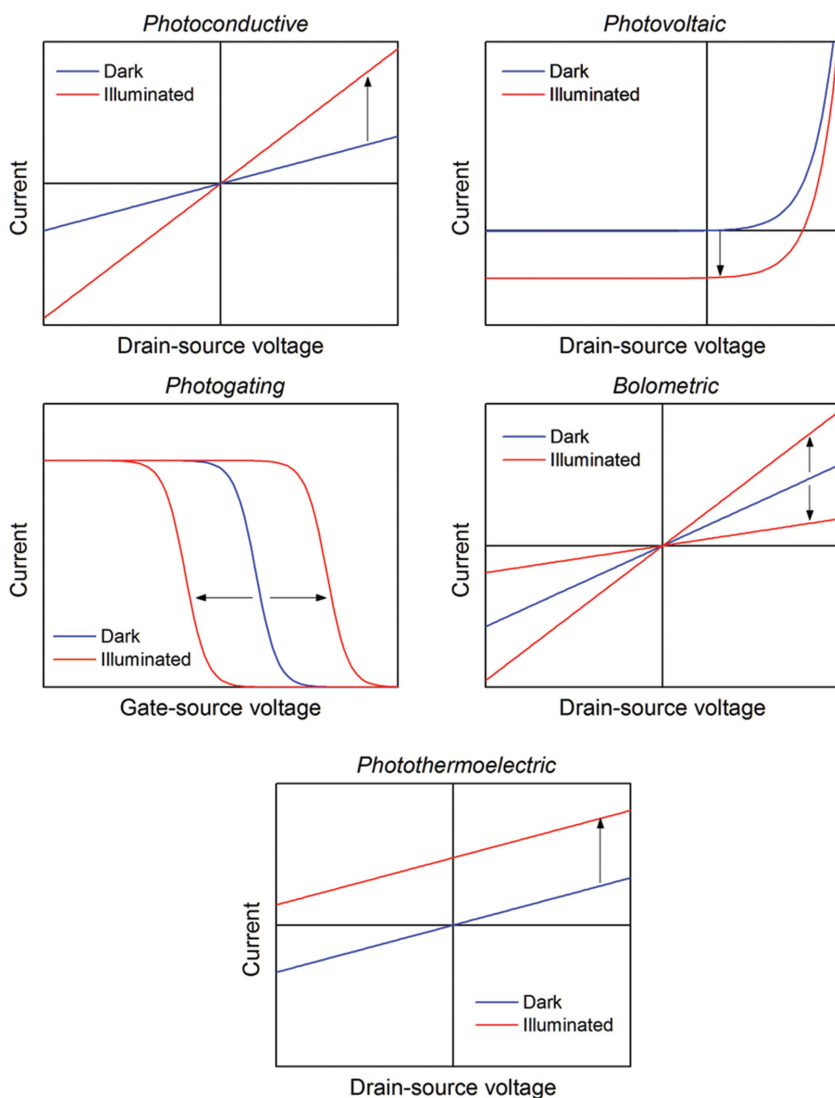 Photoconductive
Dark
Illuminated
Current
Drain-source voltage
Photovoltaic
Dark
Illuminated
Current
Drain-source voltage
Photogating
Dark
Illuminated
Current
Gate-source voltage
Bolometric
Dark
Illuminated
Current
Drain-source voltage
Photothermoelectric
Dark
Illuminated
Current
Drain-source voltage